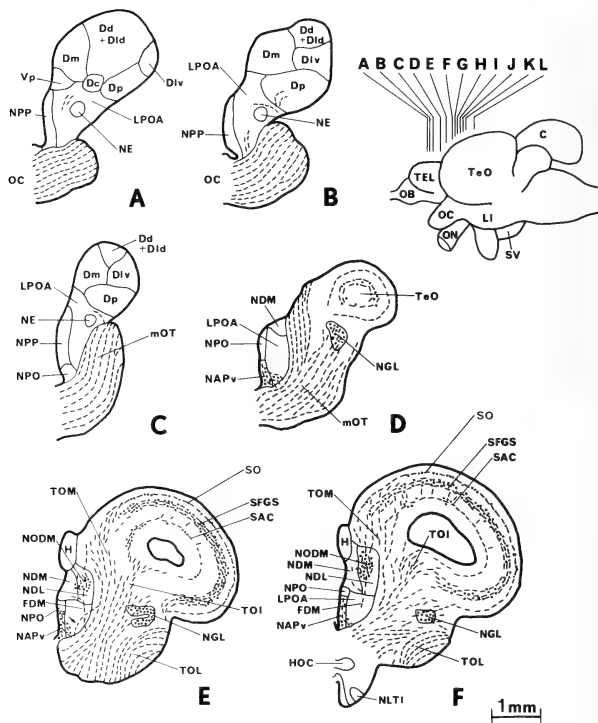 Dd
+Dld
Dm
Vp
Dc
Dp
Dlv
NPP
LPOA
NE
OC
A
Dd
+Dld
Dm
Dlv
LPOA
Dp
NPP
NE
OC
B
A B C D E F G H I J K L
C
TeO
TEL
OB
OC
LI
ON
SV
Dd
+Dld
Dm
Dlv
LPOA
Dp
NE
NPP
mOT
NPO
C
NDM
TeO
LPOA
NPO
NGL
NAPv
mOT
D
SO
TOM
SFGS
SAC
NODM
H
NDM
NDL
FDM
TOI
NPO
NAPv
NGL
TOL
E
SO
SFGS
SAC
TOM
TOI
H
NODM
NDM
NDL
NPO
LPOA
FDM
NAPv
NGL
TOL
HOC
NLTI
F
1mm